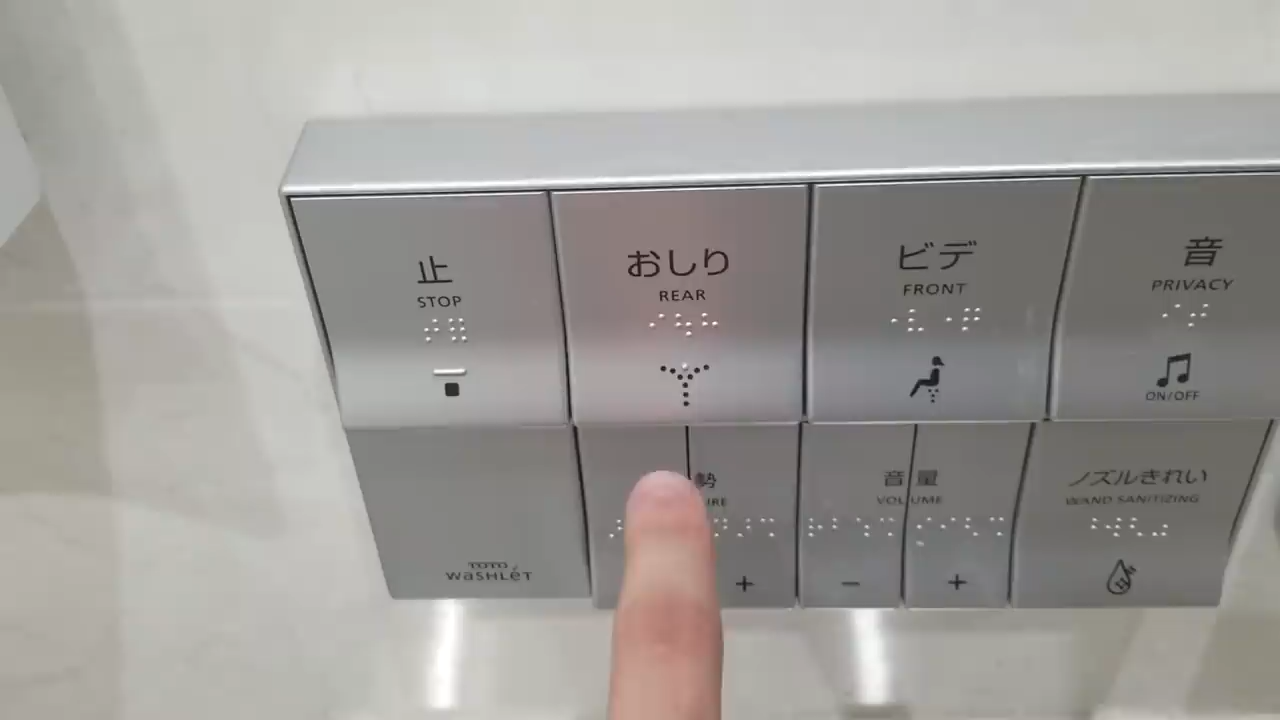 止
STOP
おしり
REAR
ビデ
FRONT
音
PRIVACY
ON/OFF
勢
+
音量
VOLUME
- +
ノズルきれい
WAND SANITIZING
TOTO
WASHLET